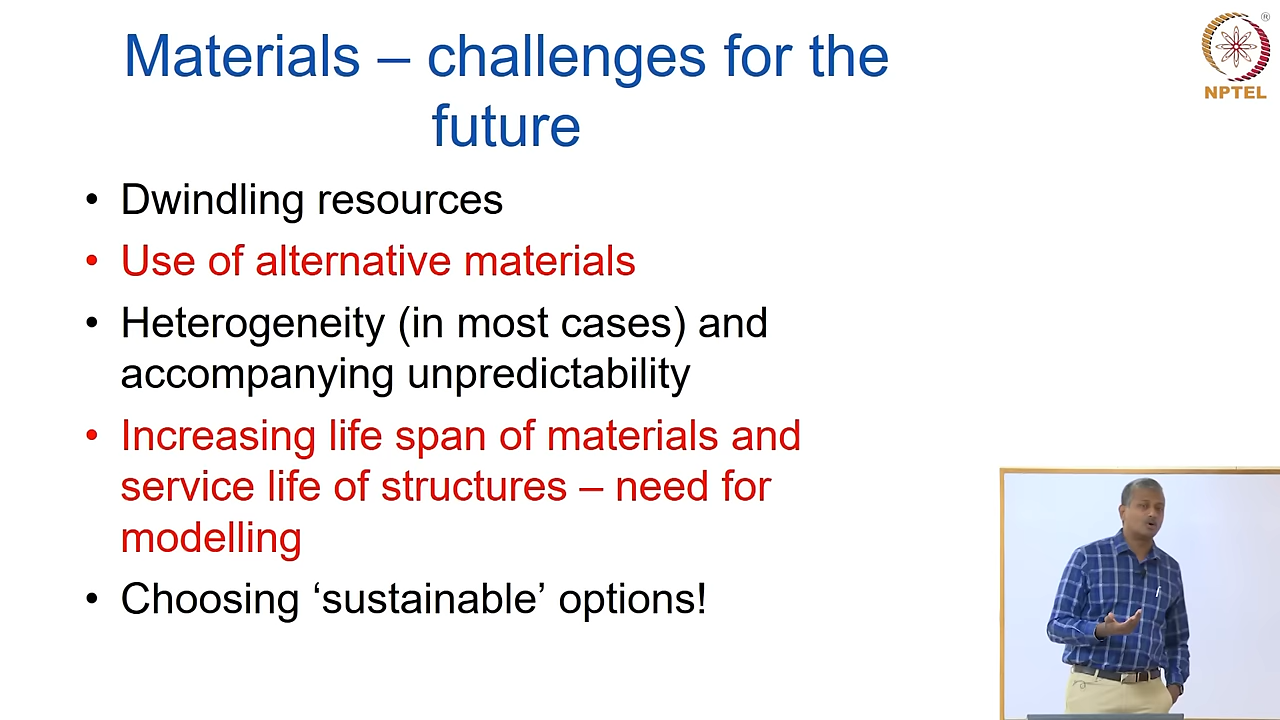 Materials – challenges for the
future
• Dwindling resources
• Use of alternative materials
• Heterogeneity (in most cases) and
accompanying unpredictability
• Increasing life span of materials and
service life of structures – need for
modelling
• Choosing ‘sustainable’ options!
®
NPTEL